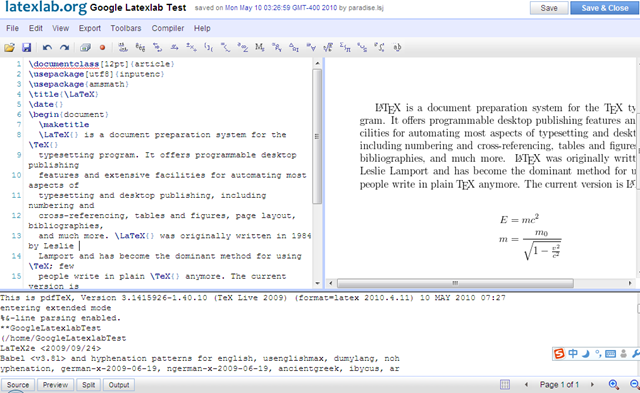 latexlab.org Google Latexlab Test saved on Mon May 10 03:26:59 GMT-400 2010 by paradise.lsj Save Save & Close
File Edit View Export Toolbars Compiler Help
1 \documentclass[12pt]{article}
2 \usepackage[utf8]{inputenc}
3 \usepackage{amsmath}
4 \title{\LaTeX}
5 \date{}
6 \begin{document}
7 \maketitle
8 \LaTeX{} is a document preparation system for the
\TeX{}
9 typesetting program. It offers programmable desktop
publishing
10 features and extensive facilities for automating most
aspects of
11 typesetting and desktop publishing, including
numbering and
12 cross-referencing, tables and figures, page layout,
bibliographies,
13 and much more. \LaTeX{} was originally written in 1984
by Leslie
14 Lamport and has become the dominant method for using
\TeX; few
15 people write in plain \TeX{} anymore. The current
version is
LATEX is a document preparation system for the TEX ty
gram. It offers programmable desktop publishing features an
cilities for automating most aspects of typesetting and deskt
including numbering and cross-referencing, tables and figure
bibliographies, and much more. LATEX was originally writt
Leslie Lamport and has become the dominant method for u
people write in plain TEX anymore. The current version is LA
E = mc²
m = m₀ / √(1 − v²/c²)
This is pdfTeX, Version 3.1415926-1.40.10 (TeX Live 2009) (format=latex 2010.4.11) 10 MAY 2010 07:27
entering extended mode
%&-line parsing enabled.
**GoogleLatexlabTest
(/home/GoogleLatexlabTest
LaTeX2e <2009/09/24>
Babel <v3.8l> and hyphenation patterns for english, usenglishmax, dumylang, noh
yphenation, german-x-2009-06-19, ngerman-x-2009-06-19, ancientgreek, ibycus, ar
S 中
Source Preview Split Output Page 1 of 1